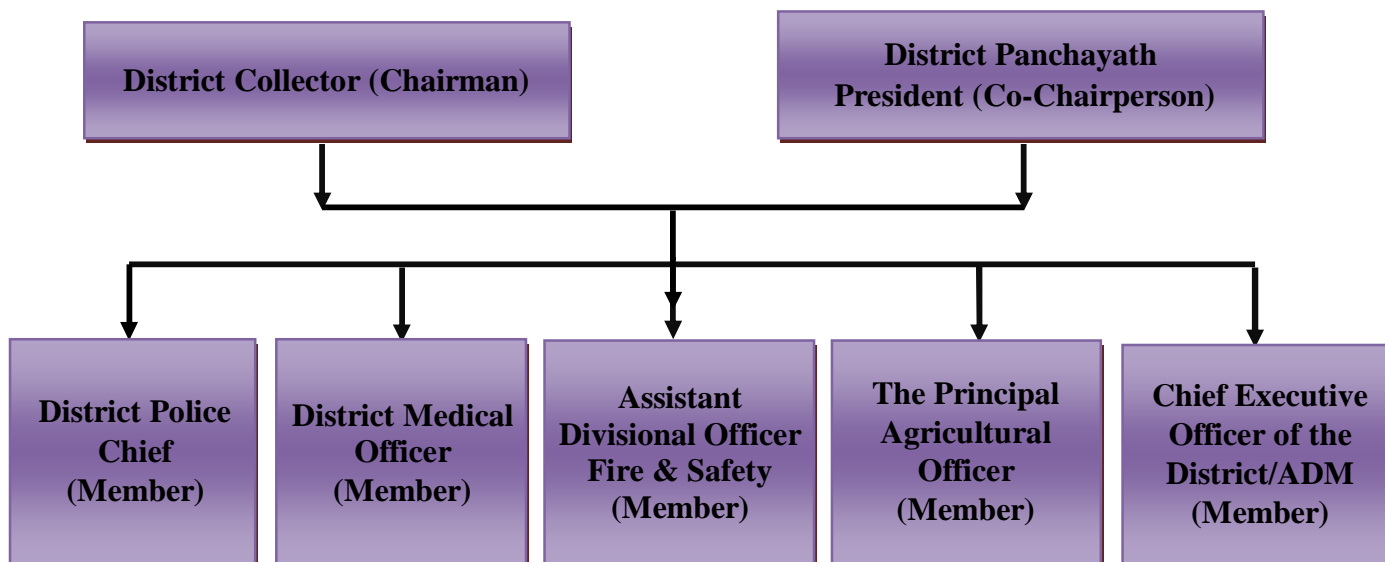 District Collector (Chairman)
District Panchayath
President (Co-Chairperson)
District Police
Chief
(Member)
District Medical
Officer
(Member)
Assistant
Divisional Officer
Fire & Safety
(Member)
The Principal
Agricultural
Officer
(Member)
Chief Executive
Officer of the
District/ADM
(Member)